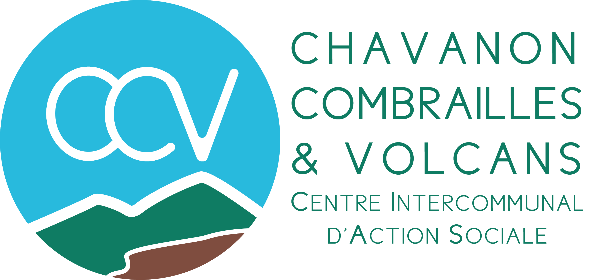 CCV
CHAVANON
COMBRAILLES
& VOLCANS
CENTRE INTERCOMMUNAL
D'ACTION SOCIALE